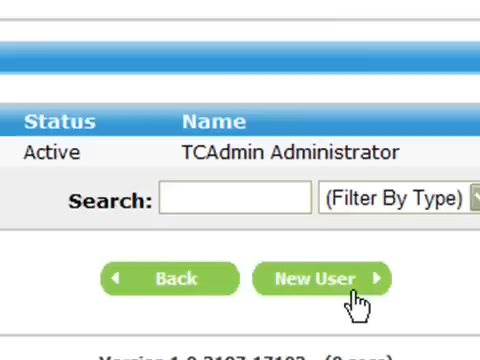 Status Name
Active TCAdmin Administrator
Search: (Filter By Type)
Back New User